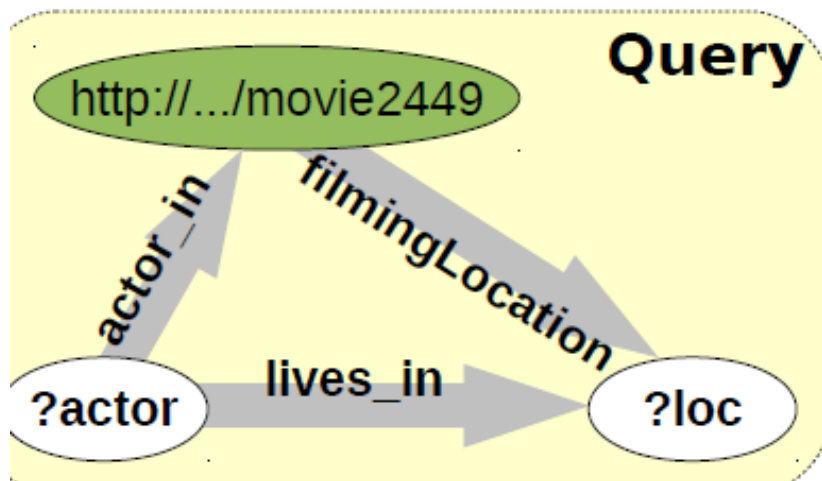 Query
http://.../movie2449
actor_in
filmingLocation
lives_in
?actor
?loc